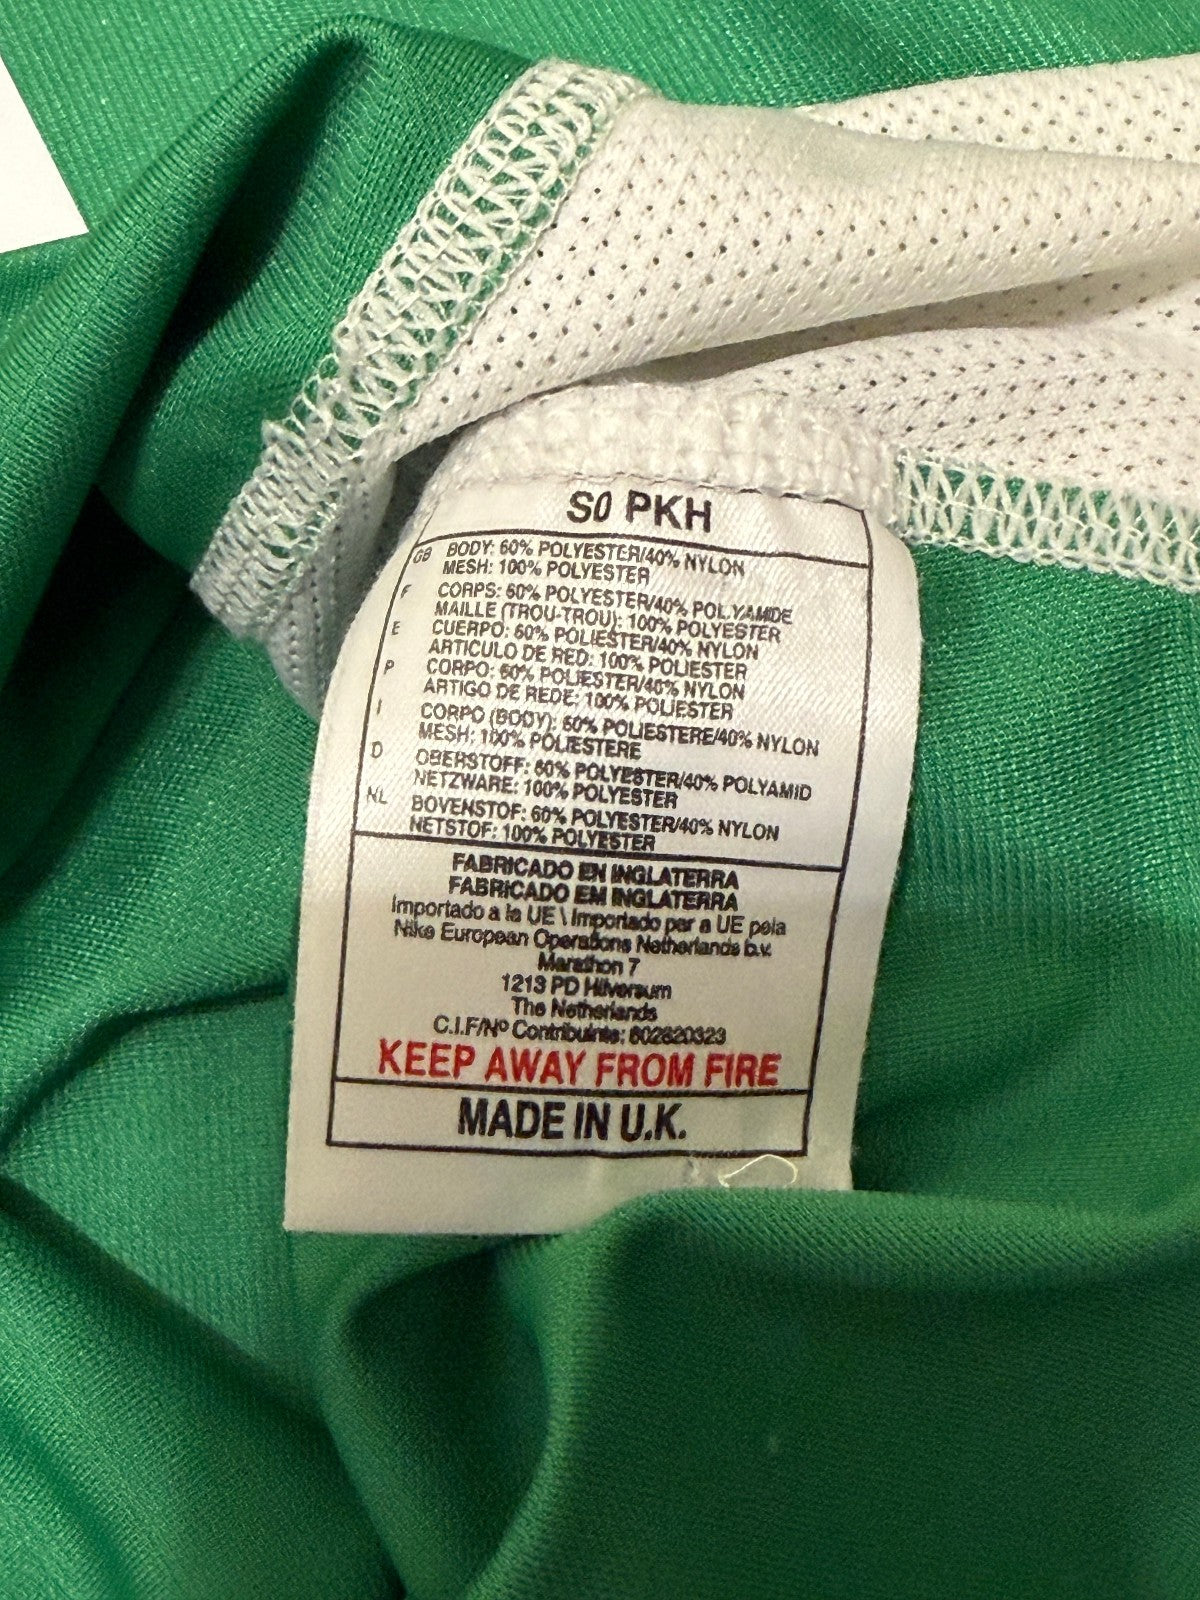 S0 PKH
GB BODY: 60% POLYESTER/40% NYLON
MESH: 100% POLYESTER
F CORPS: 60% POLYESTER/40% POLYAMIDE
MAILLE (TROU-TROU): 100% POLYESTER
E CUERPO: 60% POLIESTER/40% NYLON
ARTICULO DE RED: 100% POLIESTER
P CORPO: 60% POLIESTER/40% NYLON
ARTIGO DE REDE: 100% POLIESTER
I CORPO (BODY): 60% POLIESTERE/40% NYLON
MESH: 100% POLIESTERE
D OBERSTOFF: 60% POLYESTER/40% POLYAMID
NETZWARE: 100% POLYESTER
NL BOVENSTOF: 60% POLYESTER/40% NYLON
NETSTOF: 100% POLYESTER
FABRICADO EN INGLATERRA
FABRICADO EM INGLATERRA
Importado a la UE \ Importado par a UE pela
Nike European Operations Netherlands b.v.
Marathon 7
1213 PD Hilversum
The Netherlands
C.I.F/Nº Contribuinte: 602820323
KEEP AWAY FROM FIRE
MADE IN U.K.